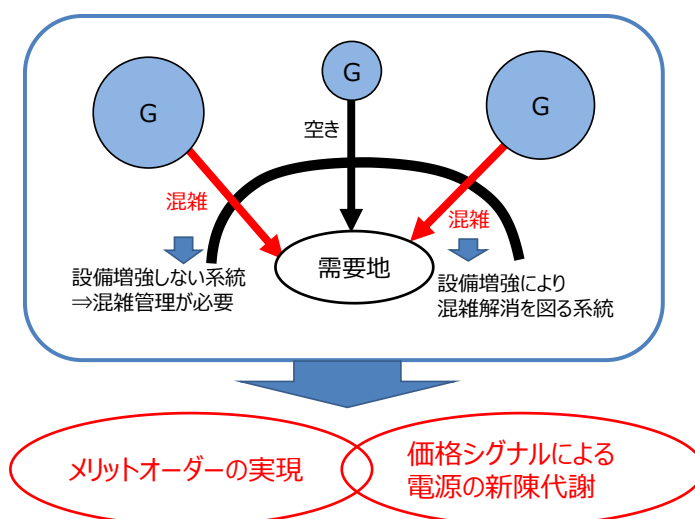 G
G
G
空き
混雑
混雑
需要地
設備増強しない系統
⇒混雑管理が必要
設備増強により
混雑解消を図る系統
メリットオーダーの実現
価格シグナルによる
電源の新陳代謝